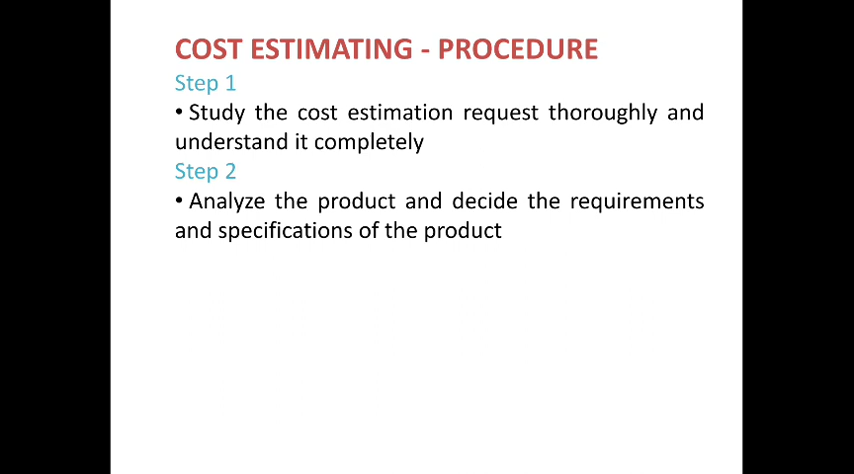 COST ESTIMATING - PROCEDURE
Step 1
• Study the cost estimation request thoroughly and
understand it completely
Step 2
• Analyze the product and decide the requirements
and specifications of the product